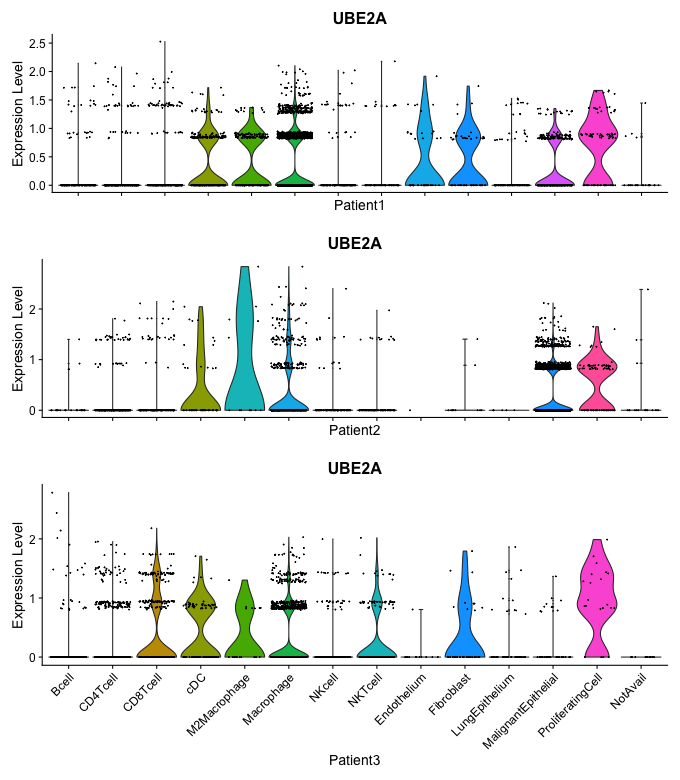 UBE2A
Expression Level
2.5
2.0
1.5
1.0
0.5
0.0
Patient1
UBE2A
Expression Level
2
1
0
Patient2
UBE2A
Expression Level
2
1
0
Bcell
CD4Tcell
CD8Tcell
cDC
M2Macrophage
Macrophage
NKcell
NKTcell
Endothelium
Fibroblast
LungEpithelium
MalignantEpithelial
ProliferatingCell
NotAvail
Patient3